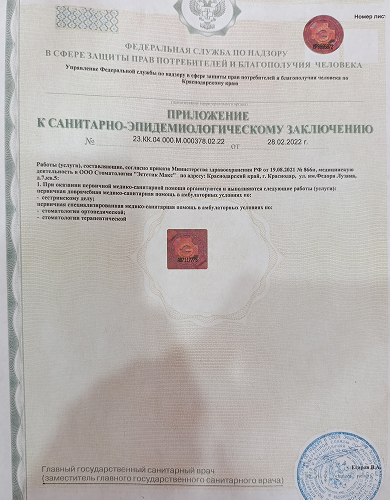 Номер лис
ФЕДЕРАЛЬНАЯ СЛУЖБА ПО НАДЗОРУ
В СФЕРЕ ЗАЩИТЫ ПРАВ ПОТРЕБИТЕЛЕЙ И БЛАГОПОЛУЧИЯ ЧЕЛОВЕКА
Управление Федеральной службы по надзору в сфере защиты прав потребителей и благополучия человека по
Краснодарскому краю
ПРИЛОЖЕНИЕ
К САНИТАРНО-ЭПИДЕМИОЛОГИЧЕСКОМУ ЗАКЛЮЧЕНИЮ
№ 23.КК.04.000.М.000378.02.22 от 28.02.2022 г.
Работы (услуги), составляющие, согласно приказа Министерства здравоохранения РФ от 19.08.2021 № 866н, медицинскую
деятельность в ООО Стоматология "Эстетик Макс" по адресу: Краснодарский край, г. Краснодар, ул. им.Федора Лузана,
1. При оказании первичной медико-санитарной помощи организуются и выполняются следующие работы (услуги):
первичная доврачебная медико-санитарная помощь в амбулаторных условиях по:
- сестринскому делу;
первичная специализированная медико-санитарная помощь в амбулаторных условиях по:
- стоматологии ортопедической;
- стоматологии терапевтической
Главный государственный санитарный врач
(заместитель главного государственного санитарного врача)